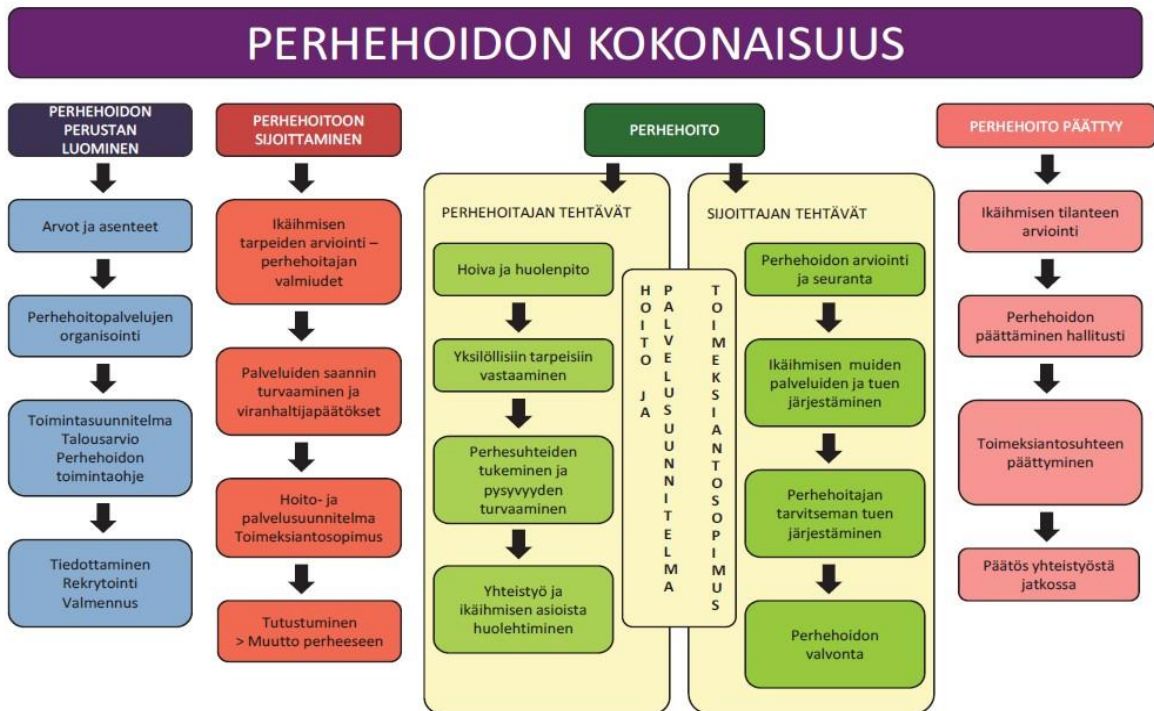 PERHEHOIDON KOKONAISUUS
PERHEHOIDON
PERUSTAN
LUOMINEN
Arvot ja asenteet
Perhehoitopalvelujen
organisointi
Toimintasuunnitelma
Talousarvio
Perhehoidon
toimintaohje
Tiedottaminen
Rekrytointi
Valmennus
PERHEHOITOON
SIJOITTAMINEN
Ikäihmisen
tarpeiden arviointi –
perhehoitajan
valmiudet
Palveluiden saannin
turvaaminen ja
viranhaltijapäätökset
Hoito- ja
palvelusuunnitelma
Toimeksiantosopimus
Tutustuminen
> Muutto perheeseen
PERHEHOITO
PERHEHOITAJAN TEHTÄVÄT
Hoiva ja huolenpito
Yksilöllisiin tarpeisiin
vastaaminen
Perhesuhteiden
tukeminen ja
pysyvyyden
turvaaminen
Yhteistyö ja
ikäihmisen asioista
huolehtiminen
HOITO JA
PALVELUSUUNNITELMA
TOIMEKSIANTOSOPIMUS
SIJOITTAJAN TEHTÄVÄT
Perhehoidon arviointi
ja seuranta
Ikäihmisen muiden
palveluiden ja tuen
järjestäminen
Perhehoitajan
tarvitseman tuen
järjestäminen
Perhehoidon
valvonta
PERHEHOITO PÄÄTTYY
Ikäihmisen tilanteen
arviointi
Perhehoidon
päättäminen hallitusti
Toimeksiantosuhteen
päättyminen
Päätös yhteistyöstä
jatkossa